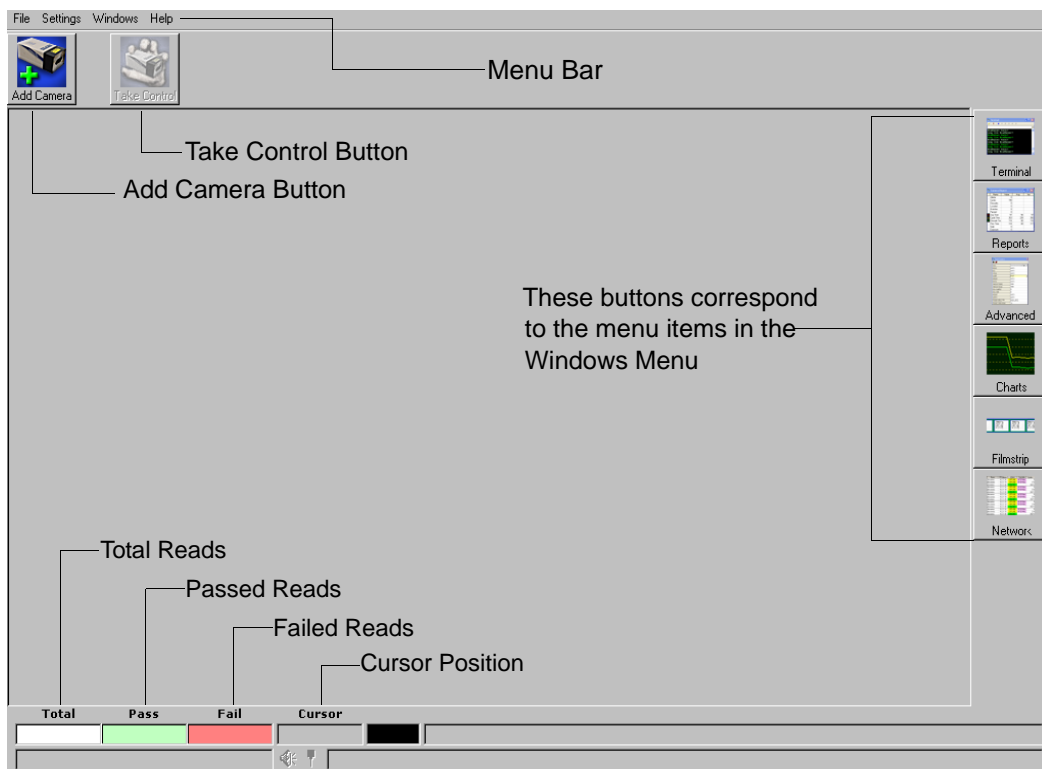 File Settings Windows Help
Menu Bar
Add Camera
Take Control
Take Control Button
Add Camera Button
Terminal
Reports
Advanced
These buttons correspond
to the menu items in the
Windows Menu
Charts
Filmstrip
Network
Total Reads
Passed Reads
Failed Reads
Cursor Position
Total Pass Fail Cursor